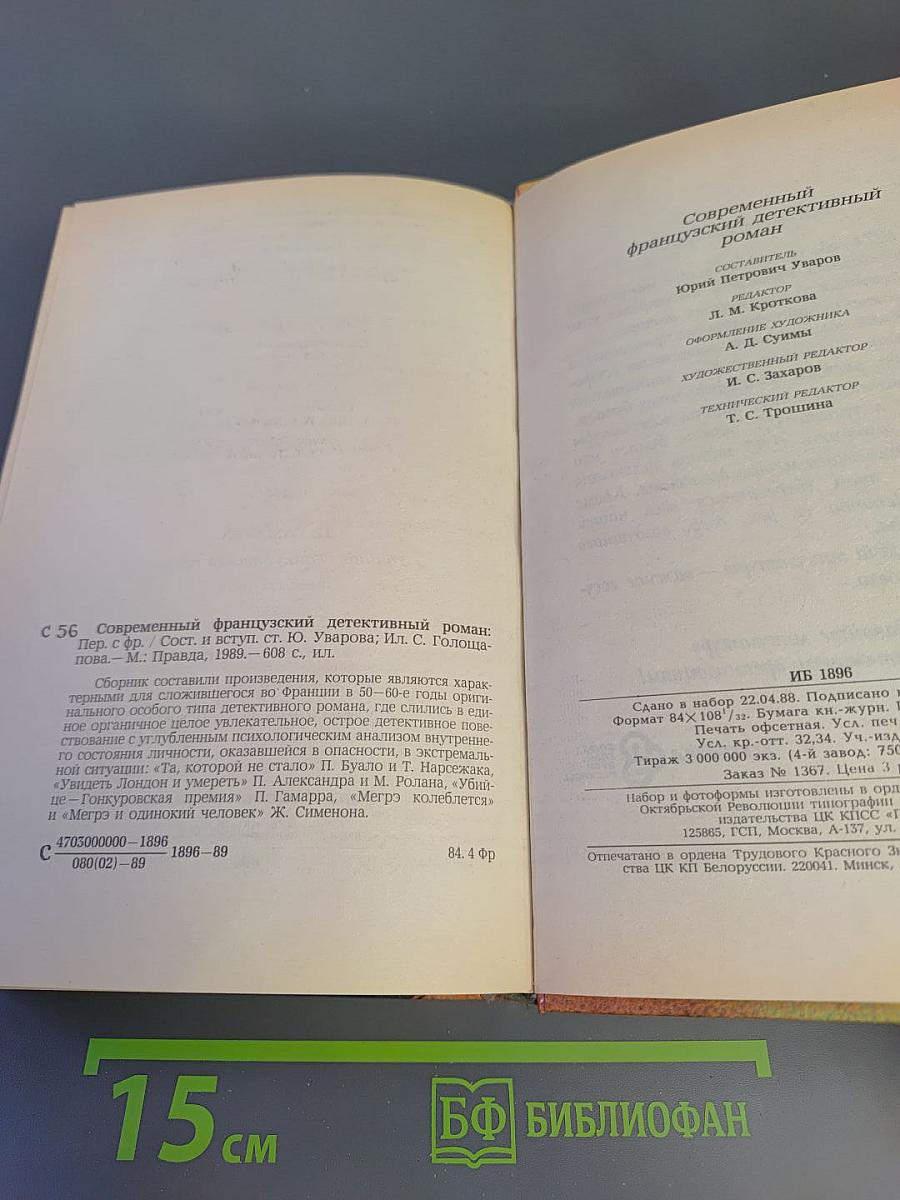 С 56 Современный французский детективный роман:
Пер. с фр. / Сост. и вступ. ст. Ю. Уварова; Ил. С. Голоща-
пова.— М.: Правда, 1989.— 608 с., ил.
Сборник составили произведения, которые являются харак-
терными для сложившегося во Франции в 50—60-е годы ориги-
нального особого типа детективного романа, где слились в еди-
ное органичное целое увлекательное, острое детективное пове-
ствование с углубленным психологическим анализом внутренне-
го состояния личности, оказавшейся в опасности, в экстремаль-
ной ситуации: «Та, которой не стало» П. Буало и Т. Нарсежака,
«Увидеть Лондон и умереть» П. Александра и М. Ролана, «Убий-
це — Гонкуровская премия» П. Гамарра, «Мегрэ колеблется»
и «Мегрэ и одинокий человек» Ж. Сименона.
С 4703000000—1896 1896—89
080(02)—89
84. 4 Фр
Современный
французский детективный
роман
СОСТАВИТЕЛЬ
Юрий Петрович Уваров
РЕДАКТОР
Л. М. Кроткова
ОФОРМЛЕНИЕ ХУДОЖНИКА
А. Д. Суимы
ХУДОЖЕСТВЕННЫЙ РЕДАКТОР
И. С. Захаров
ТЕХНИЧЕСКИЙ РЕДАКТОР
Т. С. Трошина
ИБ 1896
Сдано в набор 22.04.88. Подписано
Формат 84×108 1/32. Бумага кн.-журн.
Печать офсетная. Усл. печ
Усл. кр.-отт. 32,34. Уч.-изд
Тираж 3 000 000 экз. (4-й завод: 750
Заказ № 1367. Цена 3
Набор и фотоформы изготовлены в орд
Октябрьской Революции типографии
издательства ЦК КПСС «П
125865, ГСП, Москва, А-137, ул.
Отпечатано в ордена Трудового Красного Зн
ства ЦК КП Белоруссии. 220041. Минск,
15 см
БФ БИБЛИОФАН